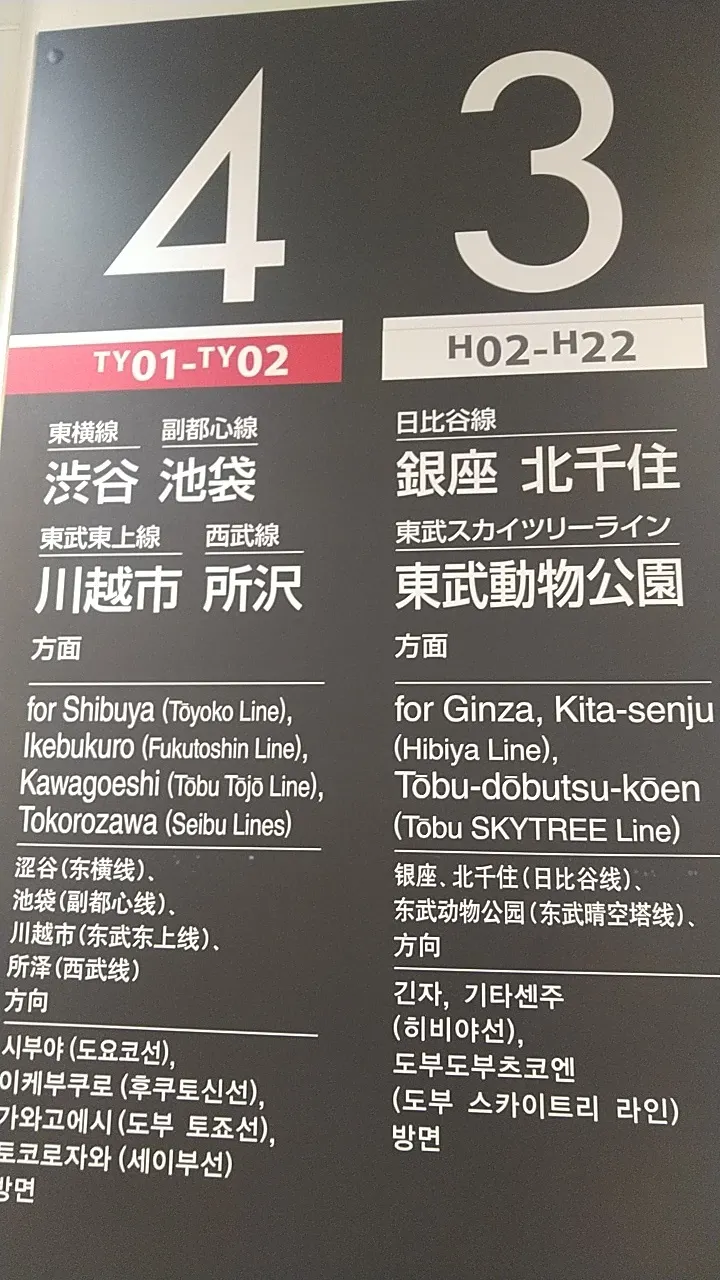 4
TY01-TY02
東横線 副都心線
渋谷 池袋
東武東上線 西武線
川越市 所沢
方面
for Shibuya (Tōyoko Line),
Ikebukuro (Fukutoshin Line),
Kawagoeshi (Tōbu Tōjō Line),
Tokorozawa (Seibu Lines)
涩谷(东横线)、
池袋(副都心线)、
川越市(东武东上线)、
所泽(西武线)
方向
시부야 (도요코선),
이케부쿠로 (후쿠토신선),
가와고에시 (도부 토죠선),
토코로자와 (세이부선)
방면
3
H02-H22
日比谷線
銀座 北千住
東武スカイツリーライン
東武動物公園
方面
for Ginza, Kita-senju
(Hibiya Line),
Tōbu-dōbutsu-kōen
(Tōbu SKYTREE Line)
银座、北千住(日比谷线)、
东武动物公园(东武晴空塔线)、
方向
긴자, 기타센주
(히비야선),
도부도부츠코엔
(도부 스카이트리 라인)
방면